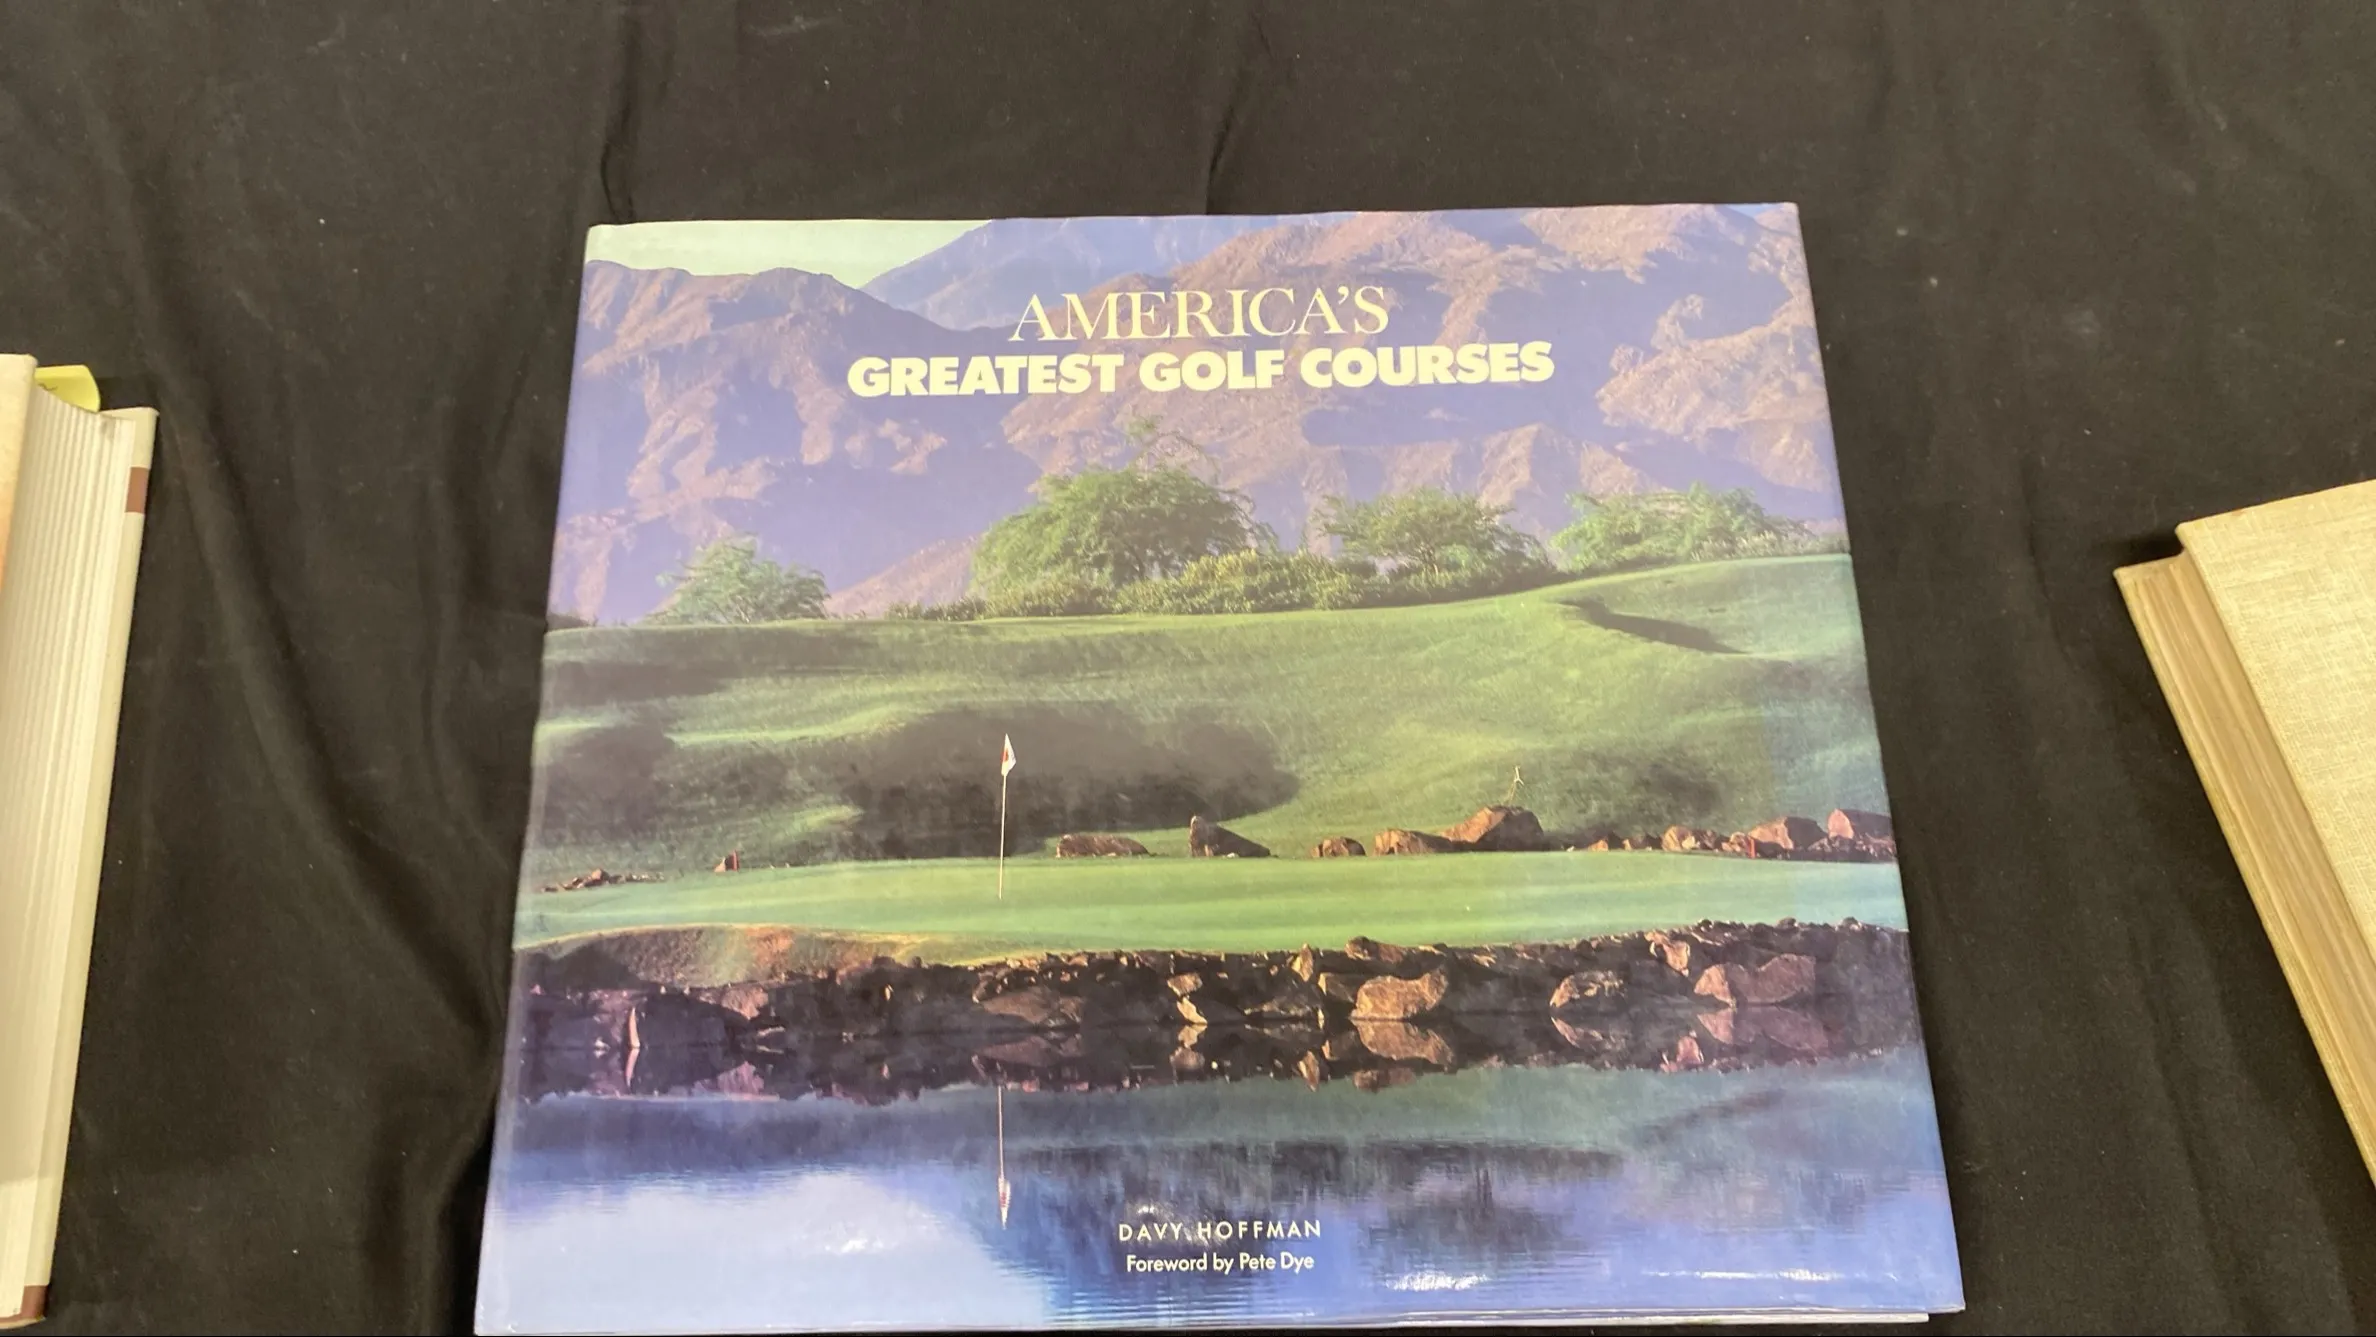 AMERICA'S
GREATEST GOLF COURSES
DAVY HOFFMAN
Foreword by Pete Dye